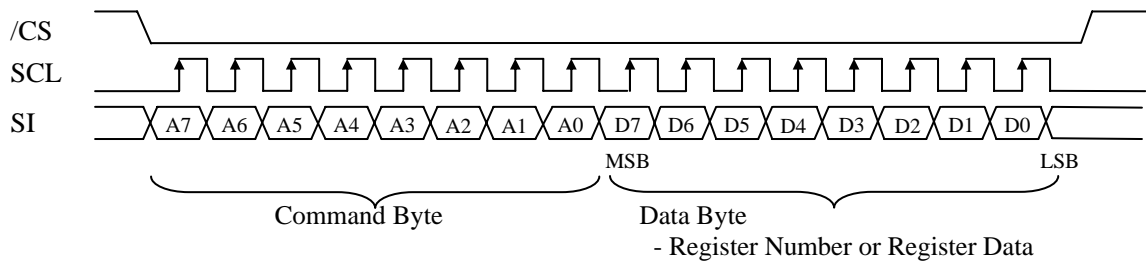 /CS
SCL
SI A7 A6 A5 A4 A3 A2 A1 A0 D7 D6 D5 D4 D3 D2 D1 D0
MSB LSB
Command Byte Data Byte
- Register Number or Register Data